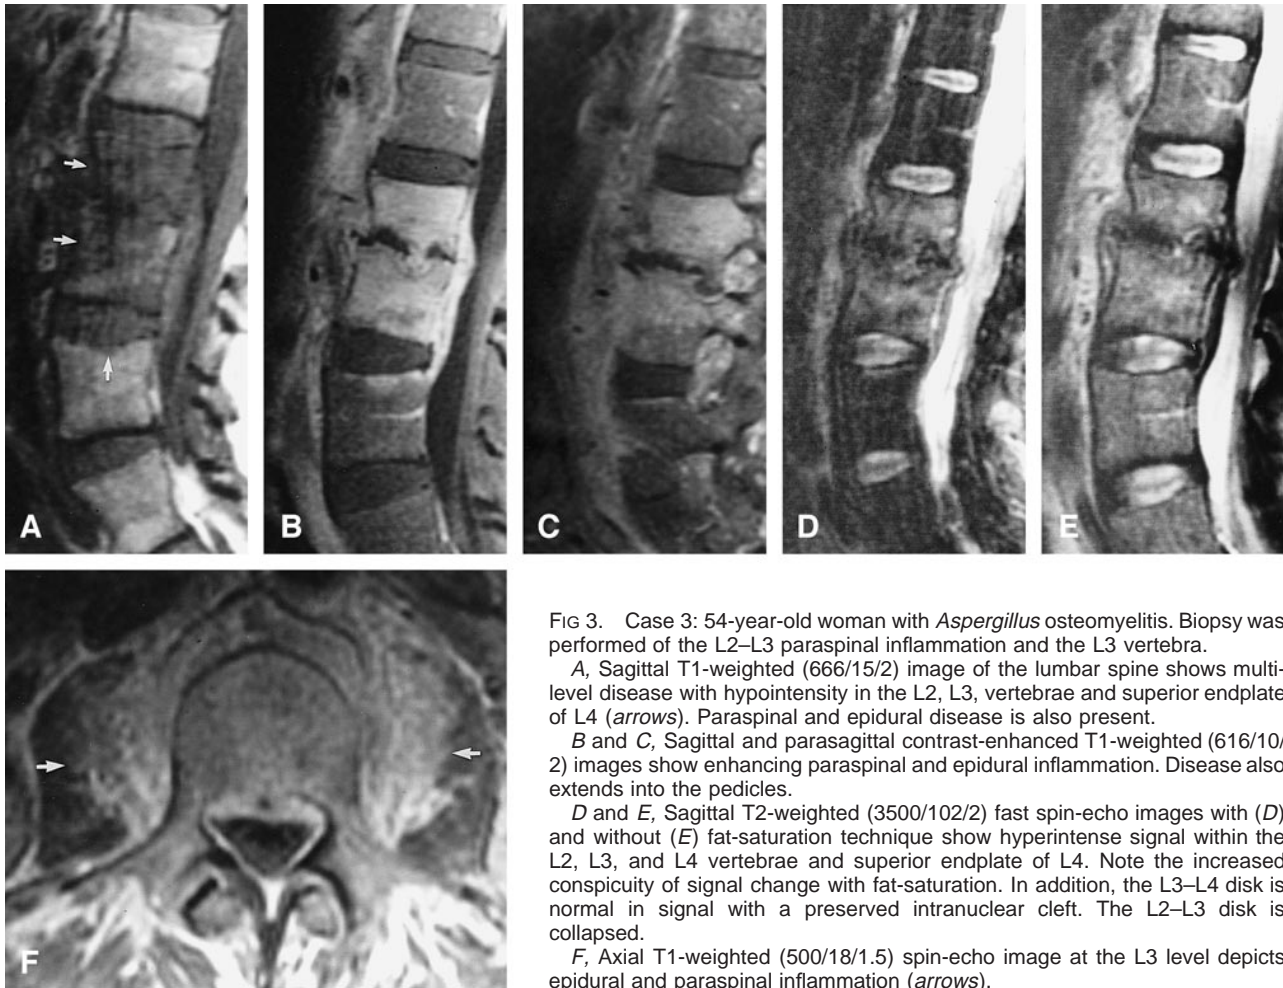 A
B
C
D
E
F
FIG 3. Case 3: 54-year-old woman with Aspergillus osteomyelitis. Biopsy was
performed of the L2–L3 paraspinal inflammation and the L3 vertebra.
A, Sagittal T1-weighted (666/15/2) image of the lumbar spine shows multi-
level disease with hypointensity in the L2, L3, vertebrae and superior endplate
of L4 (arrows). Paraspinal and epidural disease is also present.
B and C, Sagittal and parasagittal contrast-enhanced T1-weighted (616/10/
2) images show enhancing paraspinal and epidural inflammation. Disease also
extends into the pedicles.
D and E, Sagittal T2-weighted (3500/102/2) fast spin-echo images with (D)
and without (E) fat-saturation technique show hyperintense signal within the
L2, L3, and L4 vertebrae and superior endplate of L4. Note the increased
conspicuity of signal change with fat-saturation. In addition, the L3–L4 disk is
normal in signal with a preserved intranuclear cleft. The L2–L3 disk is
collapsed.
F, Axial T1-weighted (500/18/1.5) spin-echo image at the L3 level depicts
epidural and paraspinal inflammation (arrows).